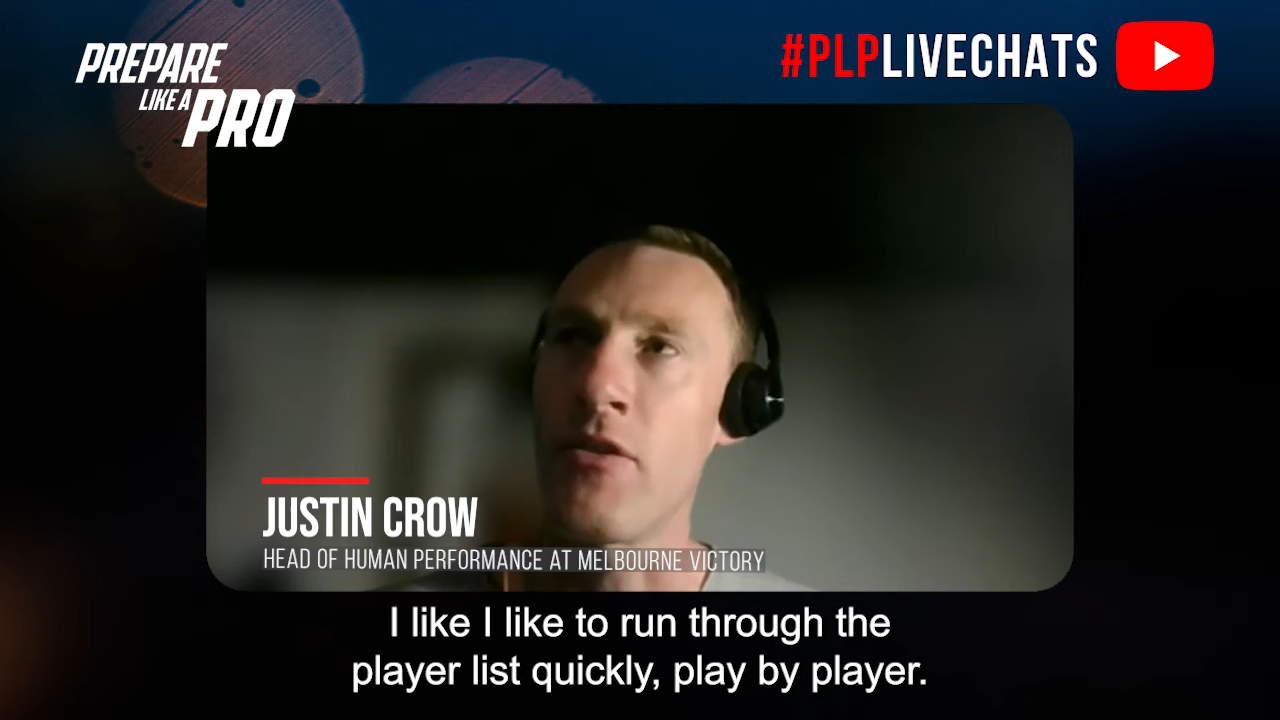 PREPARE
LIKE A
PRO
#PLPLIVECHATS
JUSTIN CROW
HEAD OF HUMAN PERFORMANCE AT MELBOURNE VICTORY
I like I like to run through the
player list quickly, play by player.